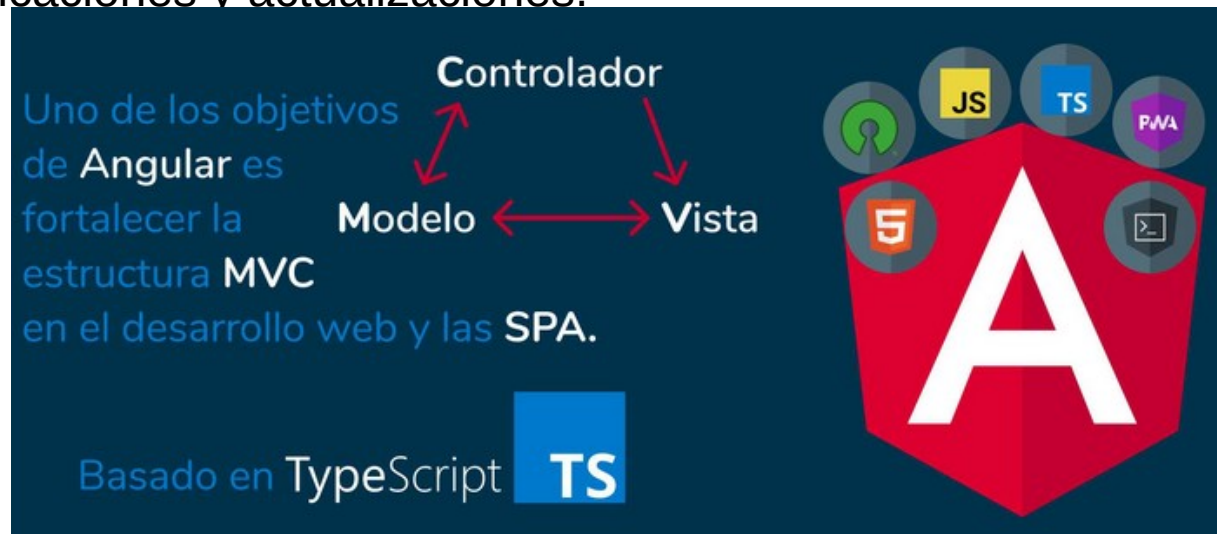 Controlador
Uno de los objetivos
de Angular es
fortalecer la
estructura MVC
en el desarrollo web y las SPA.
Modelo
Vista
Basado en TypeScript
TS
JS
TS
PWA
5
>_
A